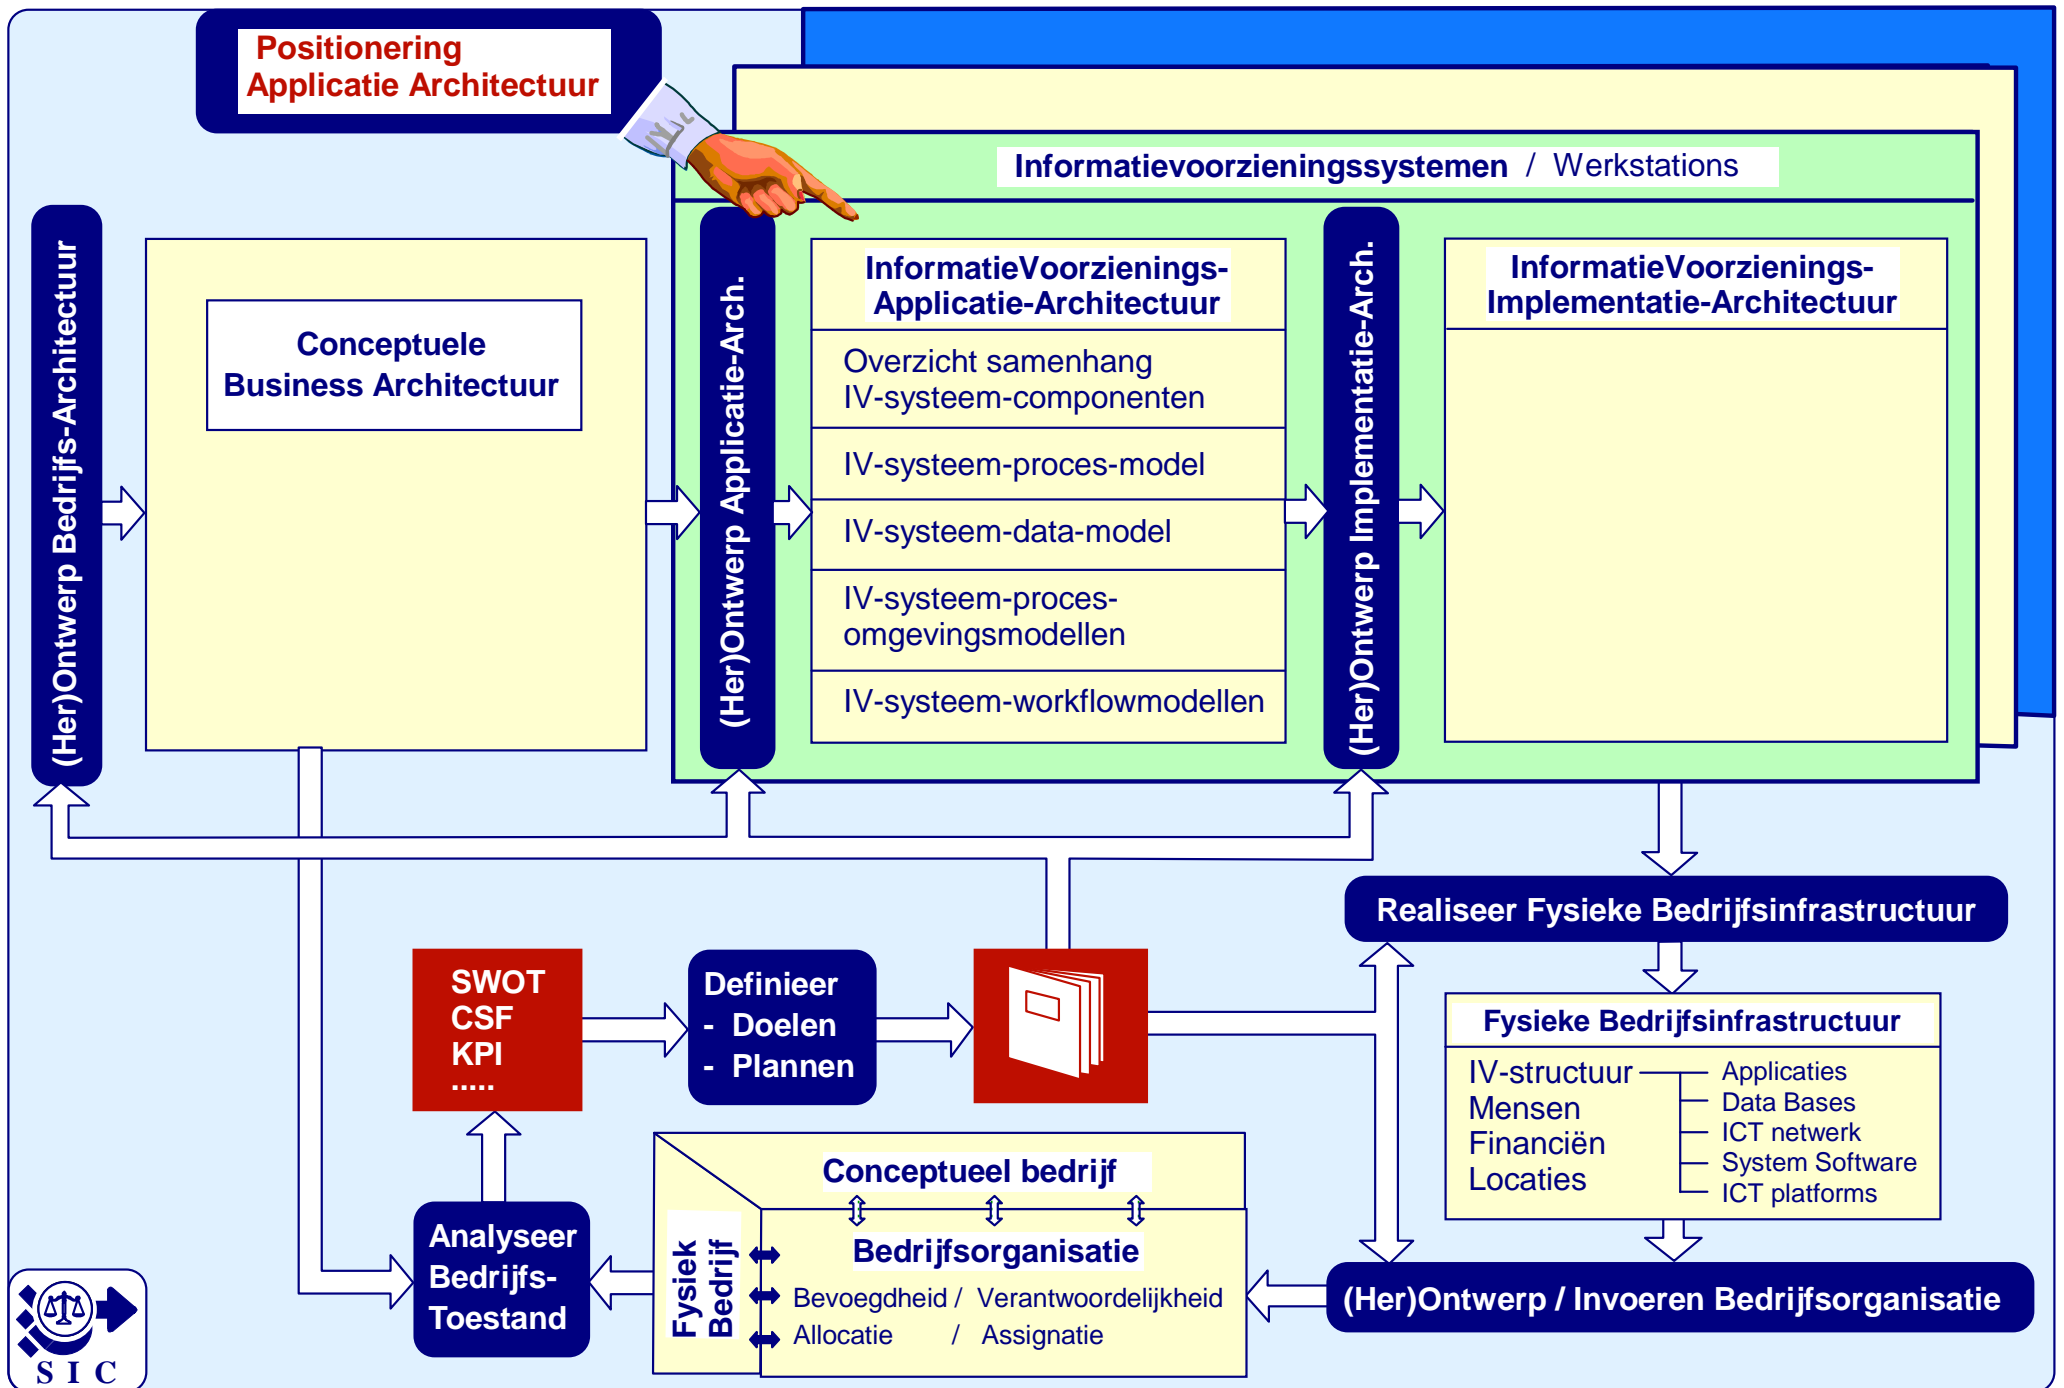 Positionering
Applicatie Architectuur
Informatievoorzieningssystemen / Werkstations
(Her)Ontwerp Bedrijfs-Architectuur
Conceptuele
Business Architectuur
(Her)Ontwerp Applicatie-Arch.
InformatieVoorzienings-
Applicatie-Architectuur
Overzicht samenhang
IV-systeem-componenten
IV-systeem-proces-model
IV-systeem-data-model
IV-systeem-proces-
omgevingsmodellen
IV-systeem-workflowmodellen
(Her)Ontwerp Implementatie-Arch.
InformatieVoorzienings-
Implementatie-Architectuur
Realiseer Fysieke Bedrijfsinfrastructuur
SWOT
CSF
KPI
.....
Definieer
- Doelen
- Plannen
Fysieke Bedrijfsinfrastructuur
IV-structuur
Mensen
Financiën
Locaties
Applicaties
Data Bases
ICT netwerk
System Software
ICT platforms
Analyseer
Bedrijfs-
Toestand
Conceptueel bedrijf
Fysiek
Bedrijf
Bedrijfsorganisatie
Bevoegdheid / Verantwoordelijkheid
Allocatie / Assignatie
(Her)Ontwerp / Invoeren Bedrijfsorganisatie
S I C